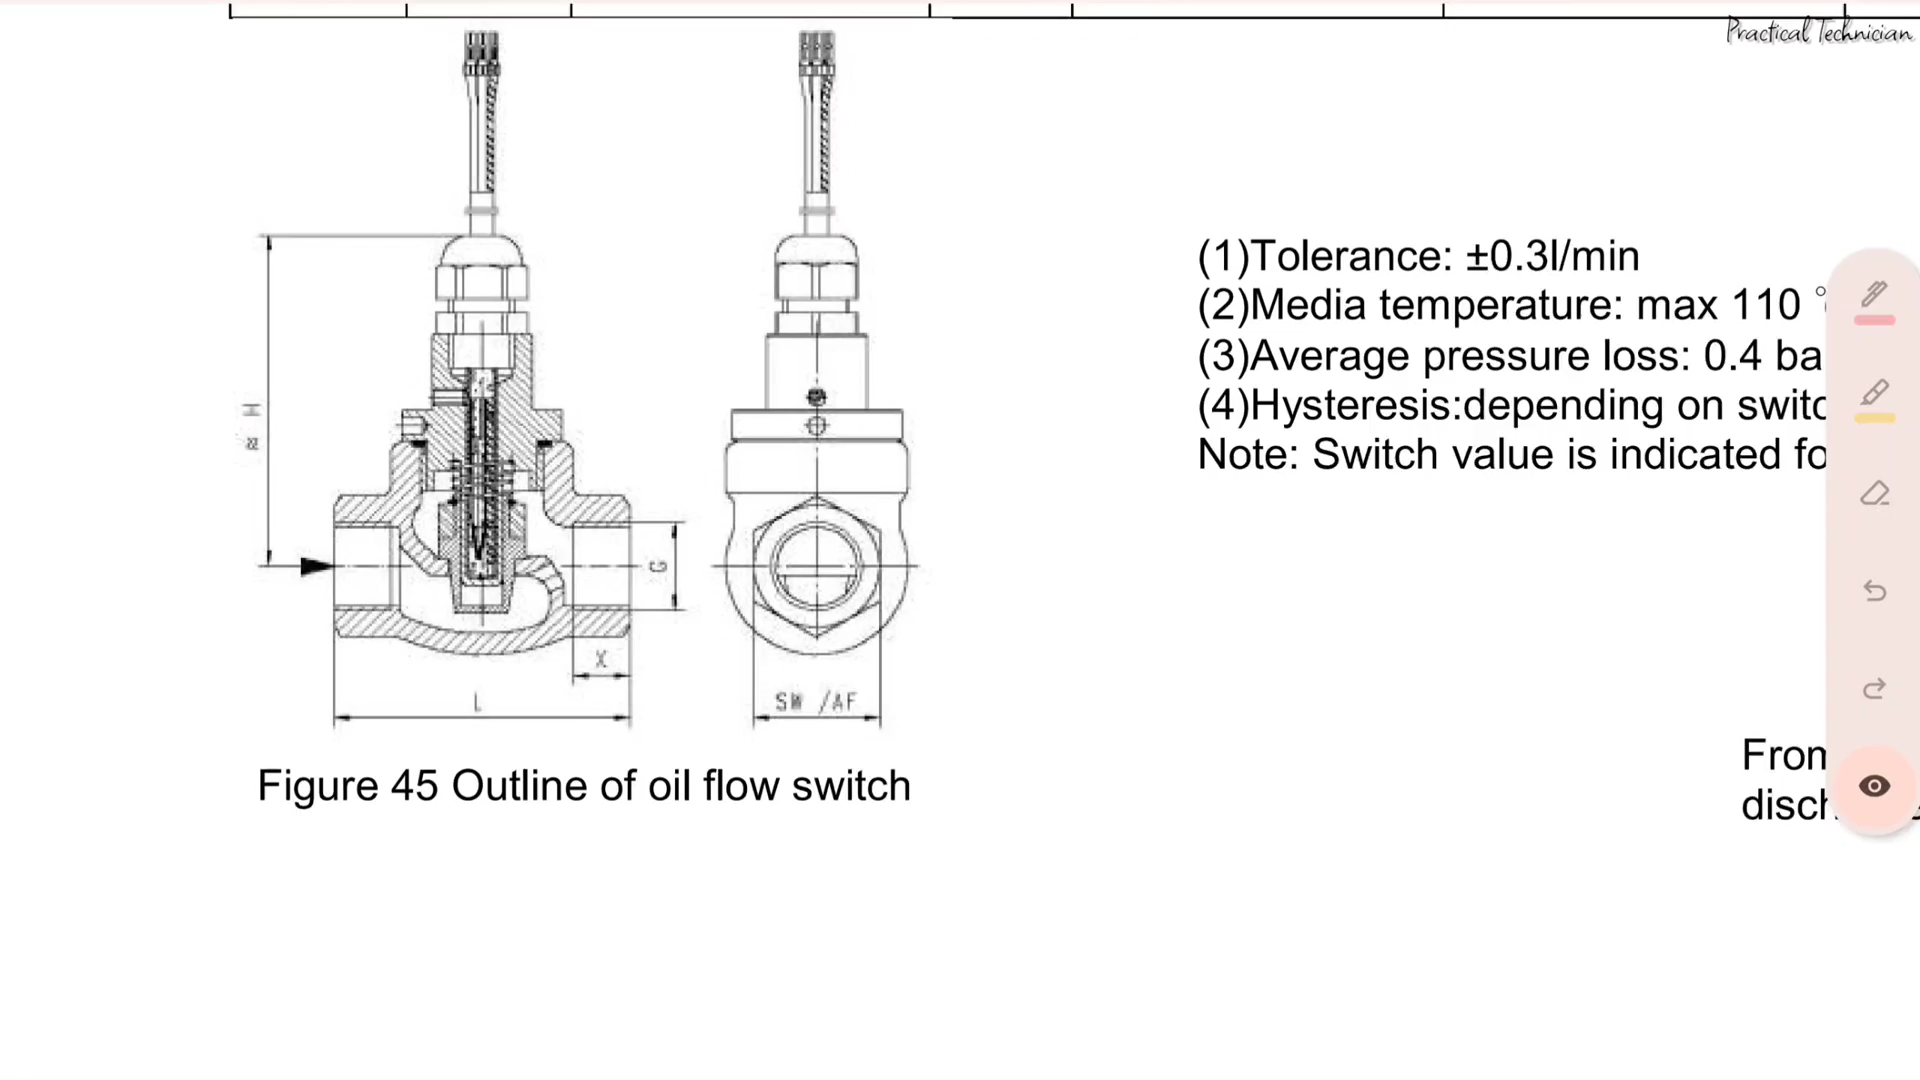 Practical Technician
(1)Tolerance: ±0.3l/min
(2)Media temperature: max 110 °
(3)Average pressure loss: 0.4 ba
(4)Hysteresis:depending on switc
Note: Switch value is indicated fo
≈ H
G
X
L
SW /AF
From
disch
Figure 45 Outline of oil flow switch